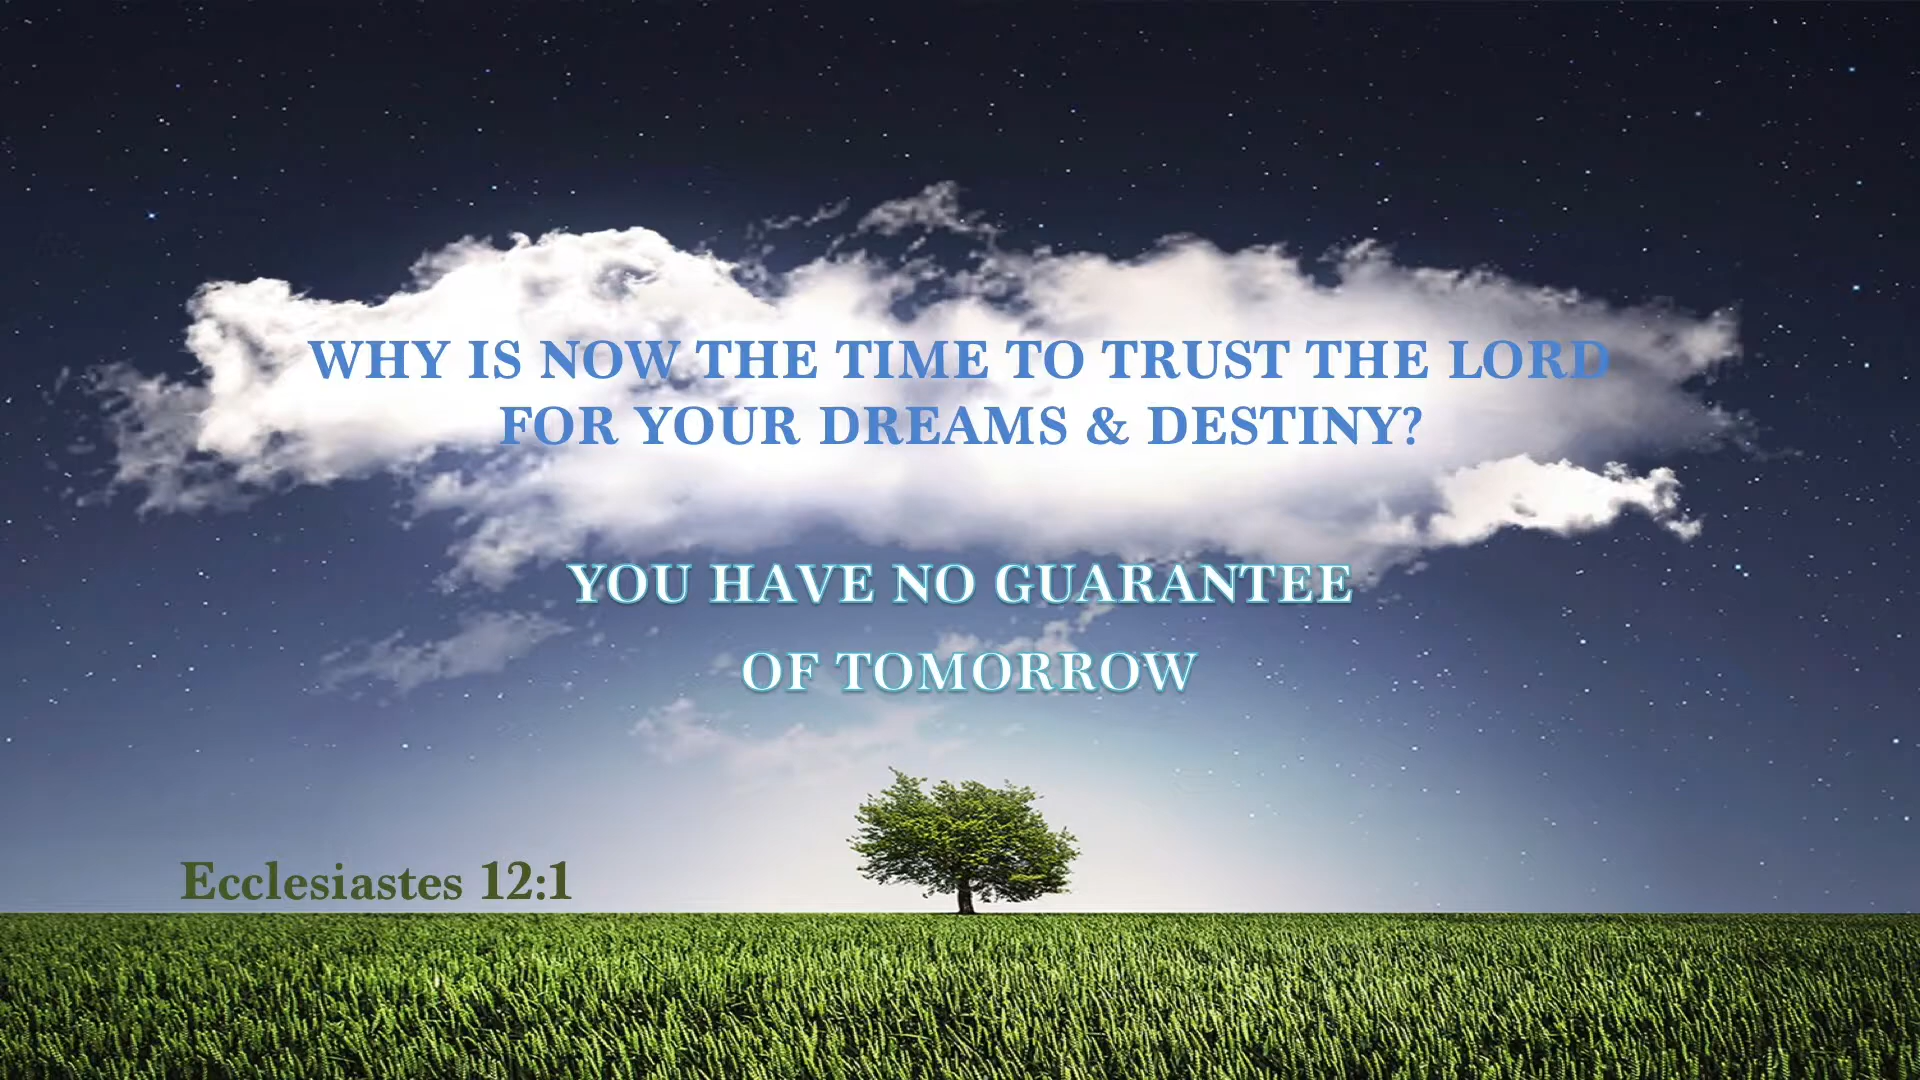 WHY IS NOW THE TIME TO TRUST THE LORD
FOR YOUR DREAMS & DESTINY?
YOU HAVE NO GUARANTEE
OF TOMORROW
Ecclesiastes 12:1